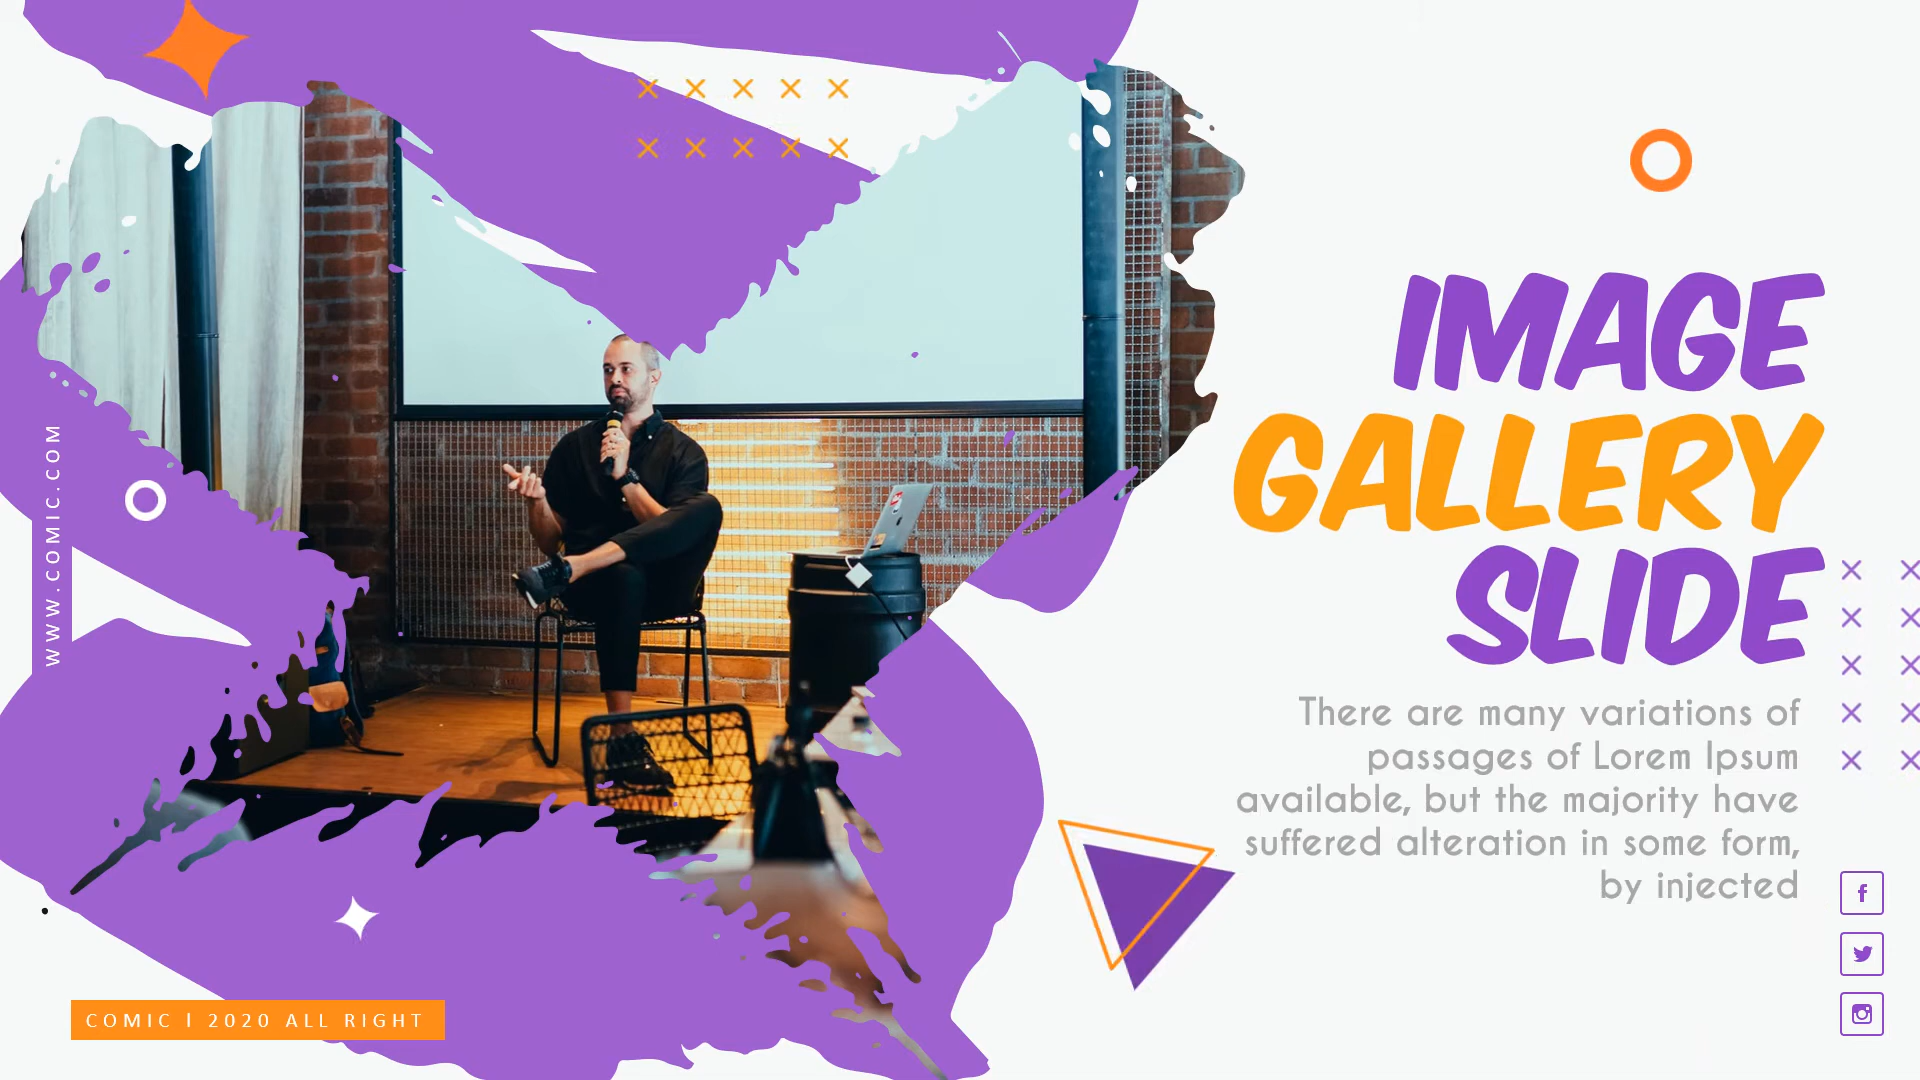 IMAGE
GALLERY
SLIDE
There are many variations of
passages of Lorem Ipsum
available, but the majority have
suffered alteration in some form,
by injected
WWW.COMIC.COM
COMIC | 2020 ALL RIGHT